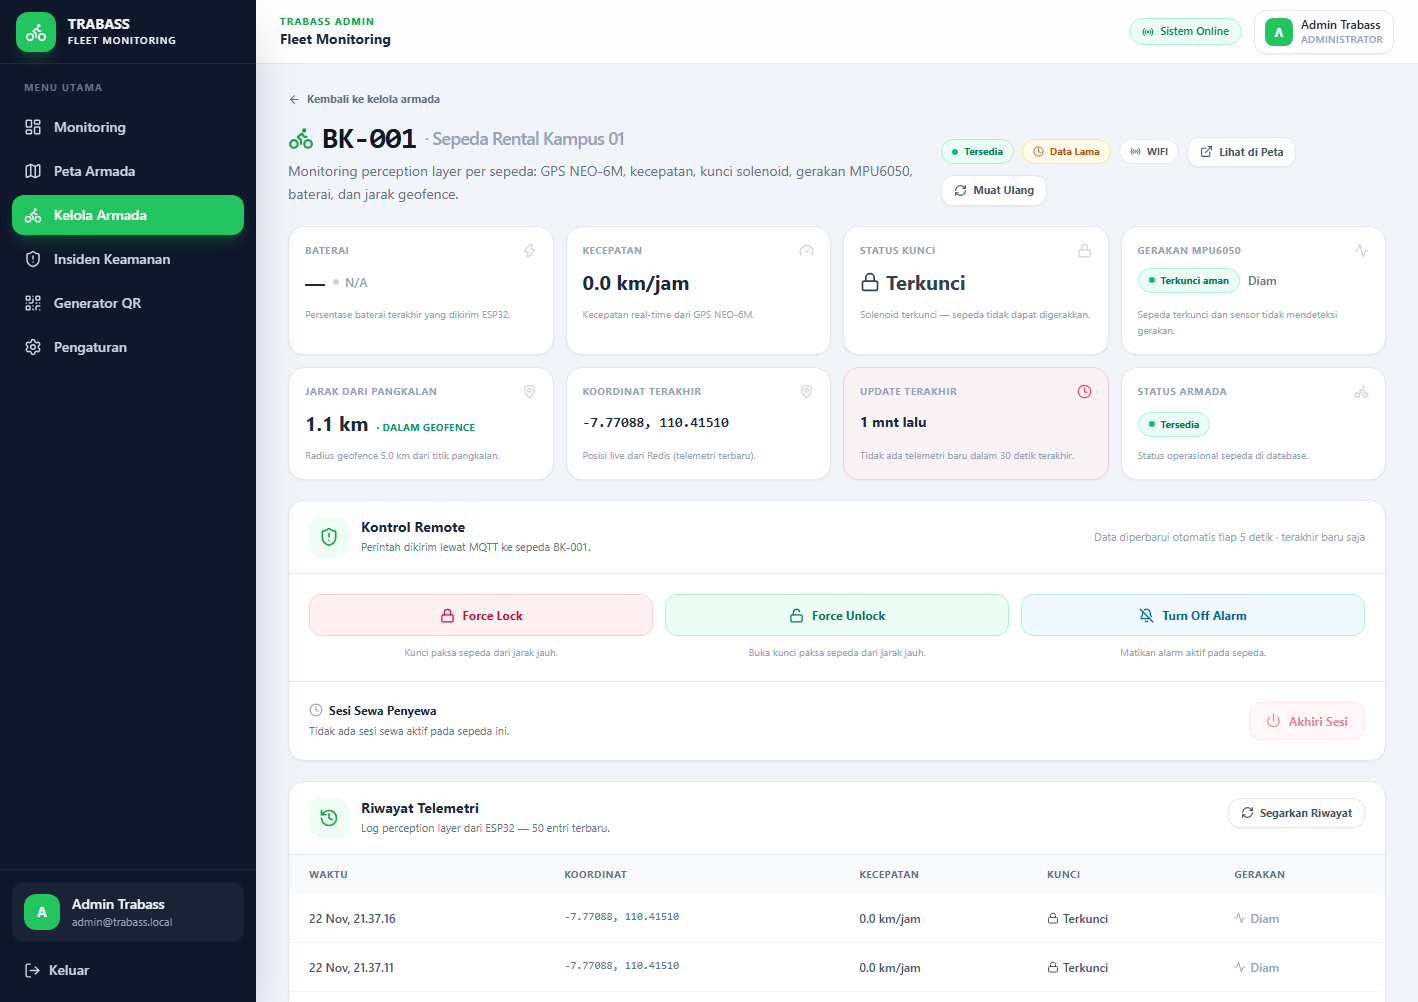 TRABASS
FLEET MONITORING
MENU UTAMA
Monitoring
Peta Armada
Kelola Armada
Insiden Keamanan
Generator QR
Pengaturan
A
Admin Trabass
admin@trabass.local
Keluar
TRABASS ADMIN
Fleet Monitoring
Sistem Online
A
Admin Trabass
ADMINISTRATOR
Kembali ke kelola armada
BK-001 · Sepeda Rental Kampus 01
Monitoring perception layer per sepeda: GPS NEO-6M, kecepatan, kunci solenoid, gerakan MPU6050,
baterai, dan jarak geofence.
Tersedia
Data Lama
WIFI
Lihat di Peta
Muat Ulang
BATERAI
— N/A
Persentase baterai terakhir yang dikirim ESP32.
KECEPATAN
0.0 km/jam
Kecepatan real-time dari GPS NEO-6M.
STATUS KUNCI
Terkunci
Solenoid terkunci — sepeda tidak dapat digerakkan.
GERAKAN MPU6050
Terkunci aman Diam
Sepeda terkunci dan sensor tidak mendeteksi
gerakan.
JARAK DARI PANGKALAN
1.1 km · DALAM GEOFENCE
Radius geofence 5.0 km dari titik pangkalan.
KOORDINAT TERAKHIR
-7.77088, 110.41510
Posisi live dari Redis (telemetri terbaru).
UPDATE TERAKHIR
1 mnt lalu
Tidak ada telemetri baru dalam 30 detik terakhir.
STATUS ARMADA
Tersedia
Status operasional sepeda di database.
Kontrol Remote
Perintah dikirim lewat MQTT ke sepeda BK-001.
Data diperbarui otomatis tiap 5 detik · terakhir baru saja
Force Lock
Kunci paksa sepeda dari jarak jauh.
Force Unlock
Buka kunci paksa sepeda dari jarak jauh.
Turn Off Alarm
Matikan alarm aktif pada sepeda.
Sesi Sewa Penyewa
Tidak ada sesi sewa aktif pada sepeda ini.
Akhiri Sesi
Riwayat Telemetri
Log perception layer dari ESP32 — 50 entri terbaru.
Segarkan Riwayat
WAKTU KOORDINAT KECEPATAN KUNCI GERAKAN
22 Nov, 21.37.16 -7.77088, 110.41510 0.0 km/jam Terkunci Diam
22 Nov, 21.37.11 -7.77088, 110.41510 0.0 km/jam Terkunci Diam